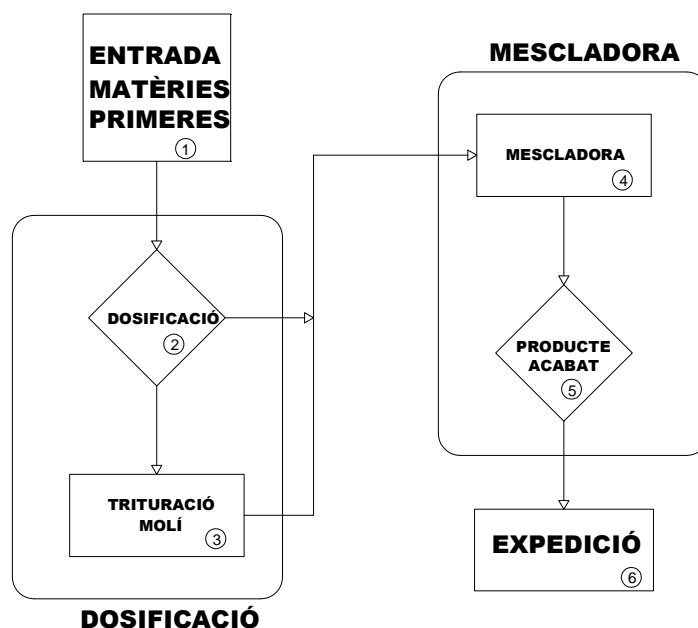 ENTRADA
MATÈRIES
PRIMERES
1
DOSIFICACIÓ
2
TRITURACIÓ
MOLÍ
3
DOSIFICACIÓ
MESCLADORA
MESCLADORA
4
PRODUCTE
ACABAT
5
EXPEDICIÓ
6